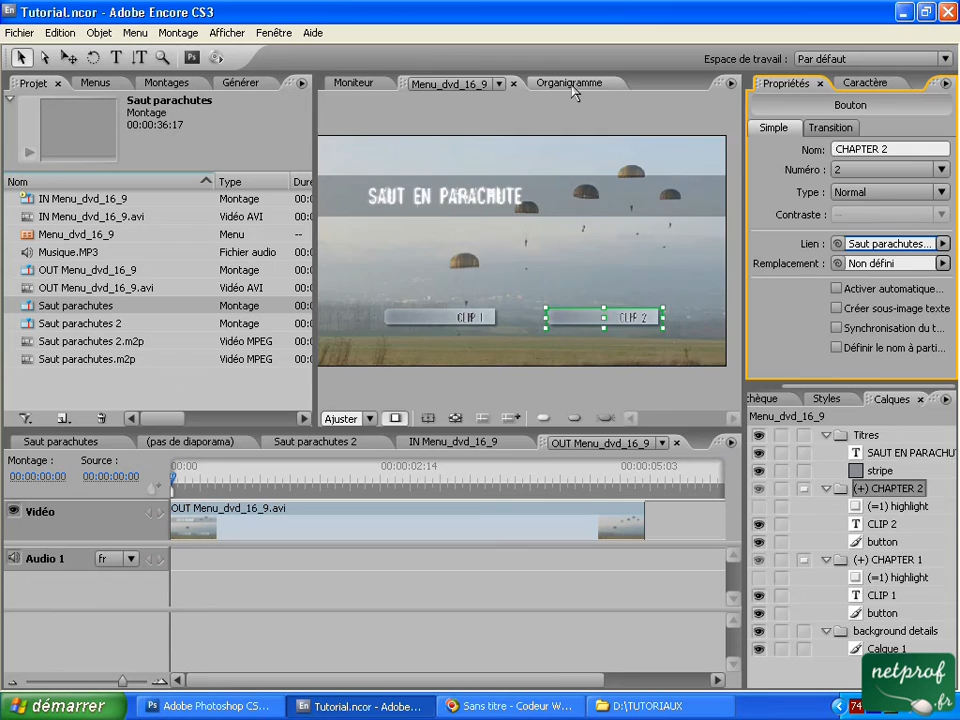 Tutorial.ncor - Adobe Encore CS3
Fichier Edition Objet Menu Montage Afficher Fenêtre Aide
Espace de travail : Par défaut
Projet Menus Montages Générer
Saut parachutes
Montage
00:00:36:17
Nom Type Duré
IN Menu_dvd_16_9 Montage 00:0
IN Menu_dvd_16_9.avi Vidéo AVI 00:0
Menu_dvd_16_9 Menu --
Musique.MP3 Fichier audio 00:0
OUT Menu_dvd_16_9 Montage 00:0
OUT Menu_dvd_16_9.avi Vidéo AVI 00:0
Saut parachutes Montage 00:0
Saut parachutes 2 Montage 00:0
Saut parachutes 2.m2p Vidéo MPEG 00:0
Saut parachutes.m2p Vidéo MPEG 00:0
Moniteur Menu_dvd_16_9 Organigramme
SAUT EN PARACHUTE
CLIP 1 CLIP 2
Ajuster
Propriétés Caractère
Bouton
Simple Transition
Nom: CHAPTER 2
Numéro : 2
Type : Normal
Contraste : --
Lien : Saut parachutes...
Remplacement : Non défini
Activer automatique...
Créer sous-image texte
Synchronisation du t...
Définir le nom à parti...
Saut parachutes (pas de diaporama) Saut parachutes 2 IN Menu_dvd_16_9 OUT Menu_dvd_16_9
Montage : Source :
00:00:00:00 00:00:00:00
00:00 00:00:02:14 00:00:05:03
Vidéo
OUT Menu_dvd_16_9.avi
Audio 1 fr
thèque Styles Calques
Menu_dvd_16_9
Titres
SAUT EN PARACHU
stripe
(+) CHAPTER 2
(=1) highlight
CLIP 2
button
(+) CHAPTER 1
(=1) highlight
CLIP 1
button
background details
Calque 1
netprof
.fr
démarrer Adobe Photoshop CS... Tutorial.ncor - Adobe... Sans titre - Codeur W... D:\TUTORIAUX 74